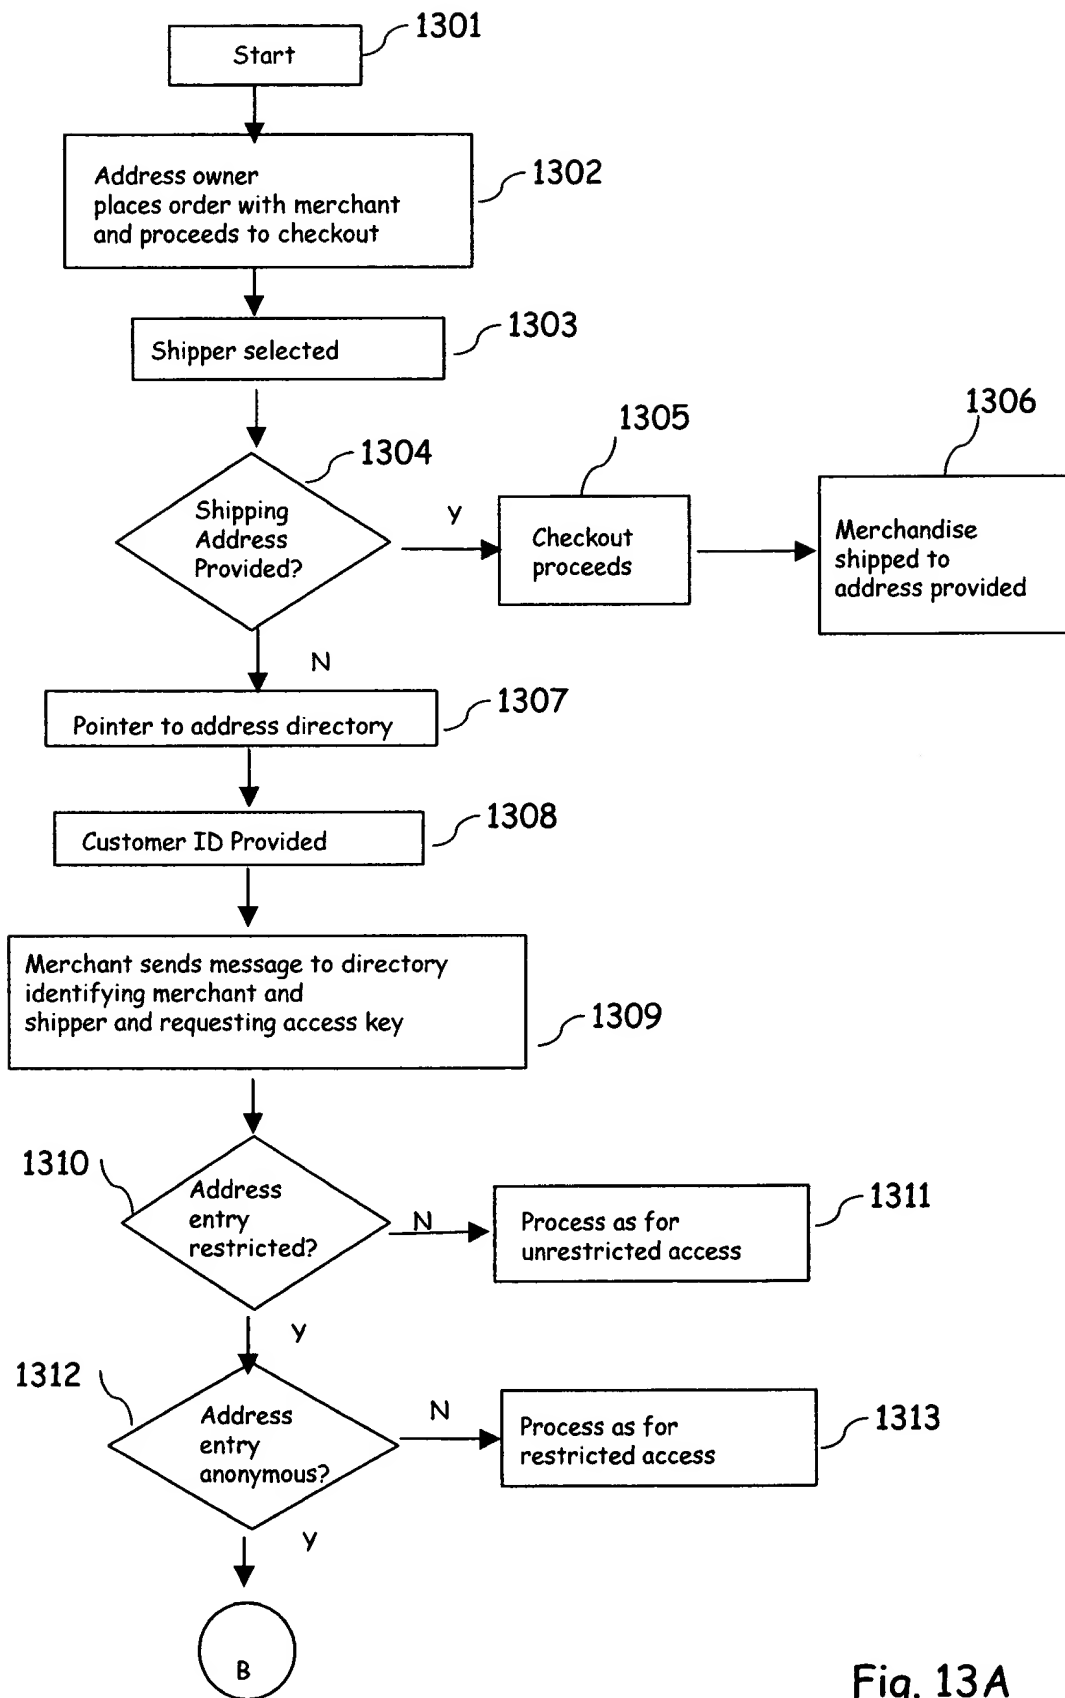 1301
Start
Address owner
places order with merchant
and proceeds to checkout
1302
Shipper selected
1303
1304
Shipping
Address
Provided?
Y
1305
Checkout
proceeds
1306
Merchandise
shipped to
address provided
N
Pointer to address directory
1307
Customer ID Provided
1308
Merchant sends message to directory
identifying merchant and
shipper and requesting access key
1309
1310
Address
entry
restricted?
N
Process as for
unrestricted access
1311
Y
1312
Address
entry
anonymous?
N
Process as for
restricted access
1313
Y
B
Fig. 13A